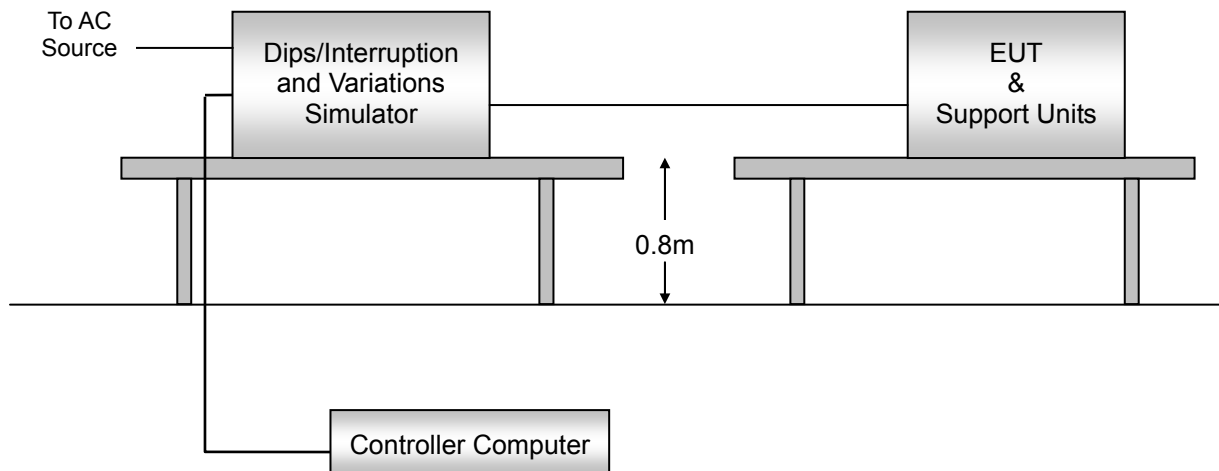 To AC
Source
Dips/Interruption
and Variations
Simulator
EUT
&
Support Units
0.8m
Controller Computer